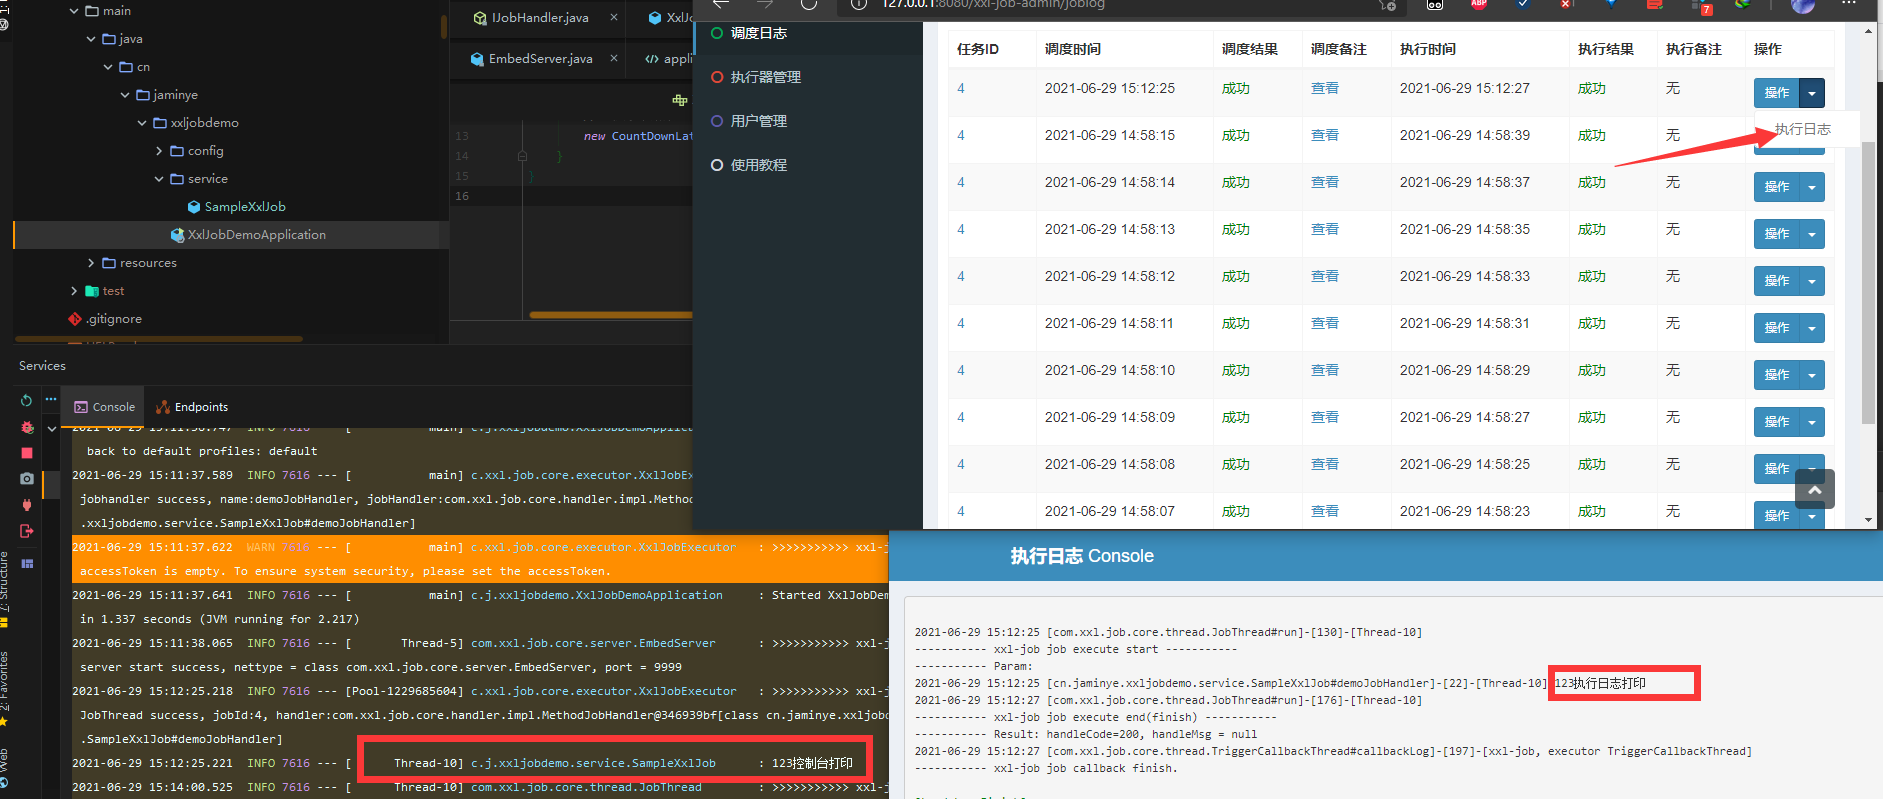 main
java
cn
jaminye
xxljobdemo
config
service
SampleXxlJob
XxlJobDemoApplication
resources
test
.gitignore
IJobHandler.java
XxlJ
EmbedServer.java
appli
13 new CountDownLat
14 }
15 }
16
127.0.0.1:8080/xxl-job-admin/joblog
ABP
7
调度日志
执行器管理
用户管理
使用教程
任务ID 调度时间 调度结果 调度备注 执行时间 执行结果 执行备注 操作
4 2021-06-29 15:12:25 成功 查看 2021-06-29 15:12:27 成功 无 操作
执行日志
4 2021-06-29 14:58:15 成功 查看 2021-06-29 14:58:39 成功 无
4 2021-06-29 14:58:14 成功 查看 2021-06-29 14:58:37 成功 无 操作
4 2021-06-29 14:58:13 成功 查看 2021-06-29 14:58:35 成功 无 操作
4 2021-06-29 14:58:12 成功 查看 2021-06-29 14:58:33 成功 无 操作
4 2021-06-29 14:58:11 成功 查看 2021-06-29 14:58:31 成功 无 操作
4 2021-06-29 14:58:10 成功 查看 2021-06-29 14:58:29 成功 无 操作
4 2021-06-29 14:58:09 成功 查看 2021-06-29 14:58:27 成功 无 操作
4 2021-06-29 14:58:08 成功 查看 2021-06-29 14:58:25 成功 无 操作
4 2021-06-29 14:58:07 成功 查看 2021-06-29 14:58:23 成功 无 操作
Services
Console
Endpoints
Z: Structure
2: Favorites
Web
2021-06-29 15:11:36.747 INFO 7616 --- [ main] c.j.xxljobdemo.XxlJobDemoApplica
back to default profiles: default
2021-06-29 15:11:37.589 INFO 7616 --- [ main] c.xxl.job.core.executor.XxlJobEx
jobhandler success, name:demoJobHandler, jobHandler:com.xxl.job.core.handler.impl.Method
.xxljobdemo.service.SampleXxlJob#demoJobHandler]
2021-06-29 15:11:37.622 WARN 7616 --- [ main] c.xxl.job.core.executor.XxlJobExecutor : >>>>>>>>>>> xxl-j
accessToken is empty. To ensure system security, please set the accessToken.
2021-06-29 15:11:37.641 INFO 7616 --- [ main] c.j.xxljobdemo.XxlJobDemoApplication : Started XxlJobDem
in 1.337 seconds (JVM running for 2.217)
2021-06-29 15:11:38.065 INFO 7616 --- [ Thread-5] com.xxl.job.core.server.EmbedServer : >>>>>>>>>>> xxl-j
server start success, nettype = class com.xxl.job.core.server.EmbedServer, port = 9999
2021-06-29 15:12:25.218 INFO 7616 --- [Pool-1229685604] c.xxl.job.core.executor.XxlJobExecutor : >>>>>>>>>>> xxl-j
JobThread success, jobId:4, handler:com.xxl.job.core.handler.impl.MethodJobHandler@346939bf[class cn.jaminye.xxljobd
.SampleXxlJob#demoJobHandler]
2021-06-29 15:12:25.221 INFO 7616 --- [ Thread-10] c.j.xxljobdemo.service.SampleXxlJob : 123控制台打印
2021-06-29 15:14:00.525 INFO 7616 --- [ Thread-10] com.xxl.job.core.thread.JobThread : >>>>>>>>>>> xxl-j
执行日志 Console
2021-06-29 15:12:25 [com.xxl.job.core.thread.JobThread#run]-[130]-[Thread-10]
----------- xxl-job job execute start -----------
----------- Param:
2021-06-29 15:12:25 [cn.jaminye.xxljobdemo.service.SampleXxlJob#demoJobHandler]-[22]-[Thread-10] 123执行日志打印
2021-06-29 15:12:27 [com.xxl.job.core.thread.JobThread#run]-[176]-[Thread-10]
----------- xxl-job job execute end(finish) -----------
----------- Result: handleCode=200, handleMsg = null
2021-06-29 15:12:27 [com.xxl.job.core.thread.TriggerCallbackThread#callbackLog]-[197]-[xxl-job, executor TriggerCallbackThread]
----------- xxl-job job callback finish.